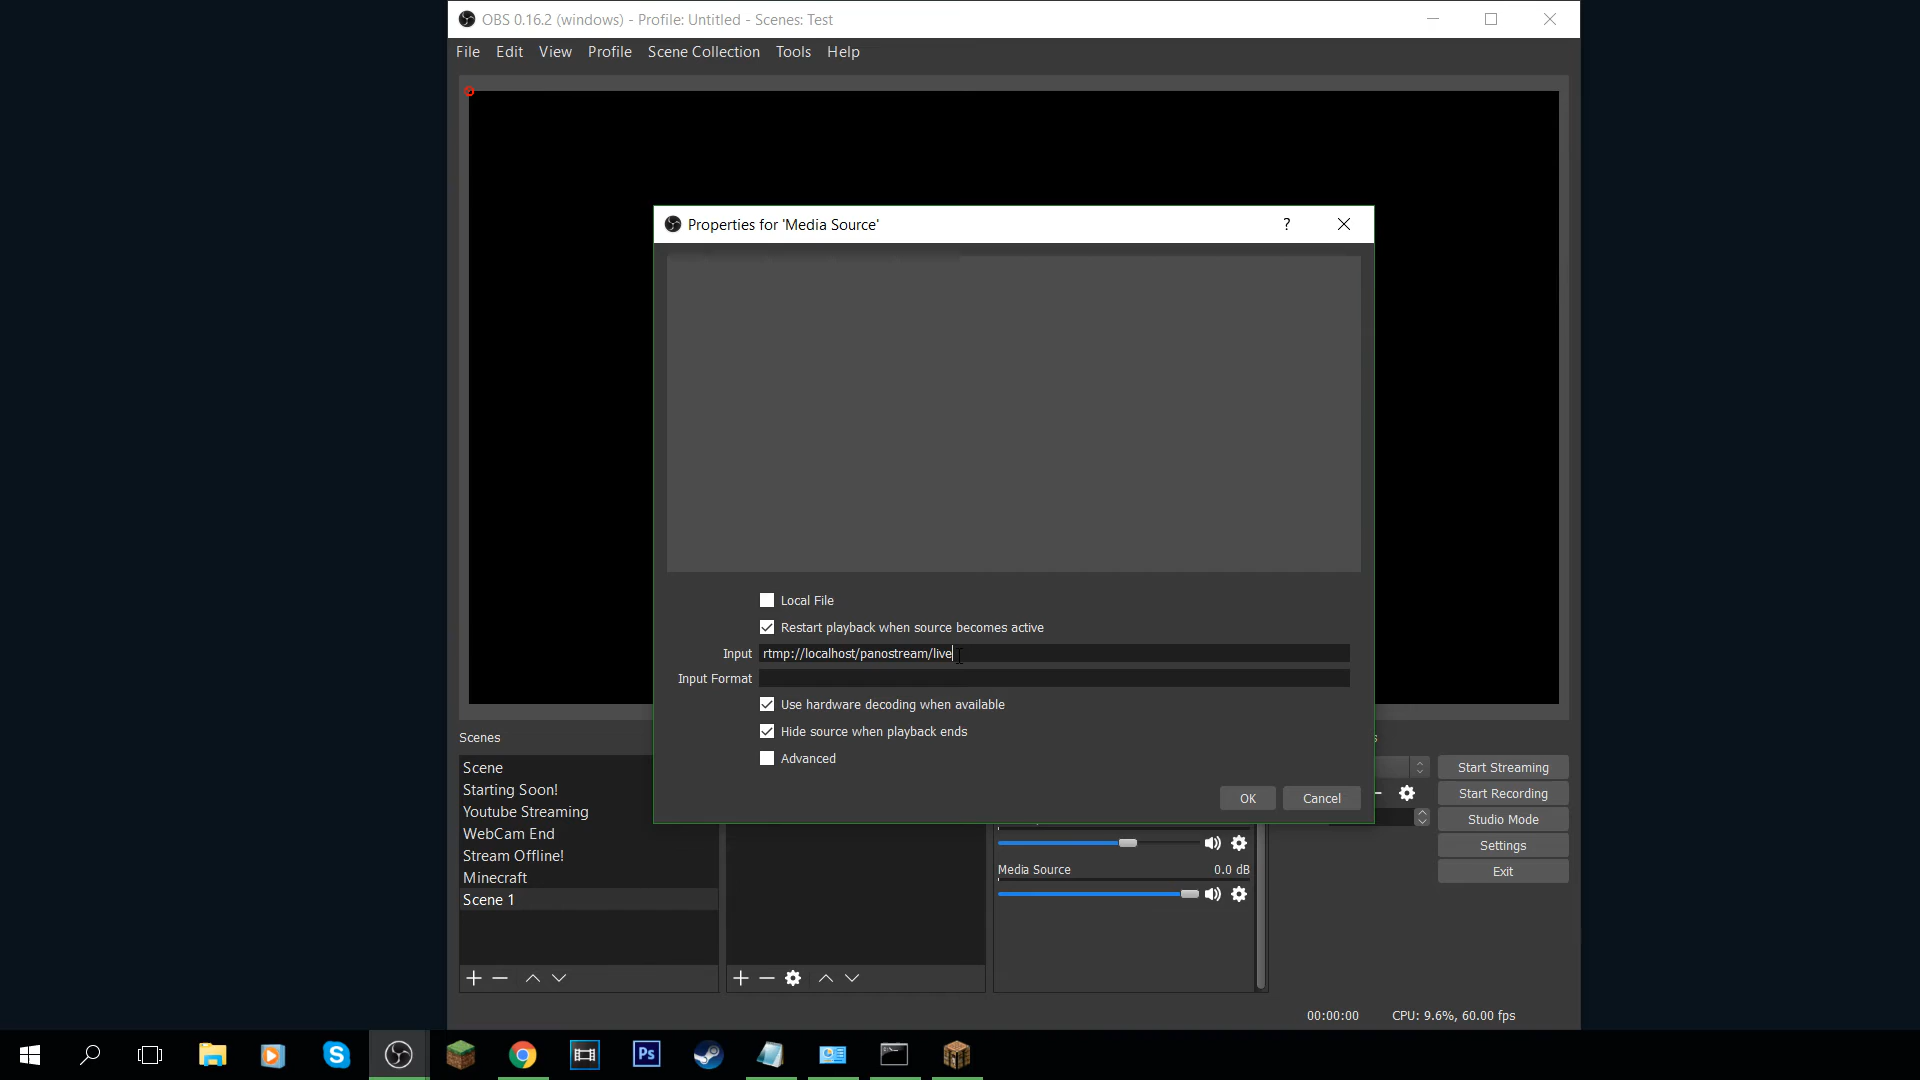 OBS 0.16.2 (windows) - Profile: Untitled - Scenes: Test
File Edit View Profile Scene Collection Tools Help
Properties for 'Media Source'
?
Local File
Restart playback when source becomes active
Input rtmp://localhost/panostream/live
Input Format
Use hardware decoding when available
Hide source when playback ends
Advanced
OK Cancel
Scenes
Scene
Starting Soon!
Youtube Streaming
WebCam End
Stream Offline!
Minecraft
Scene 1
Media Source 0.0 dB
Start Streaming
Start Recording
Studio Mode
Settings
Exit
00:00:00 CPU: 9.6%, 60.00 fps
S
Ps